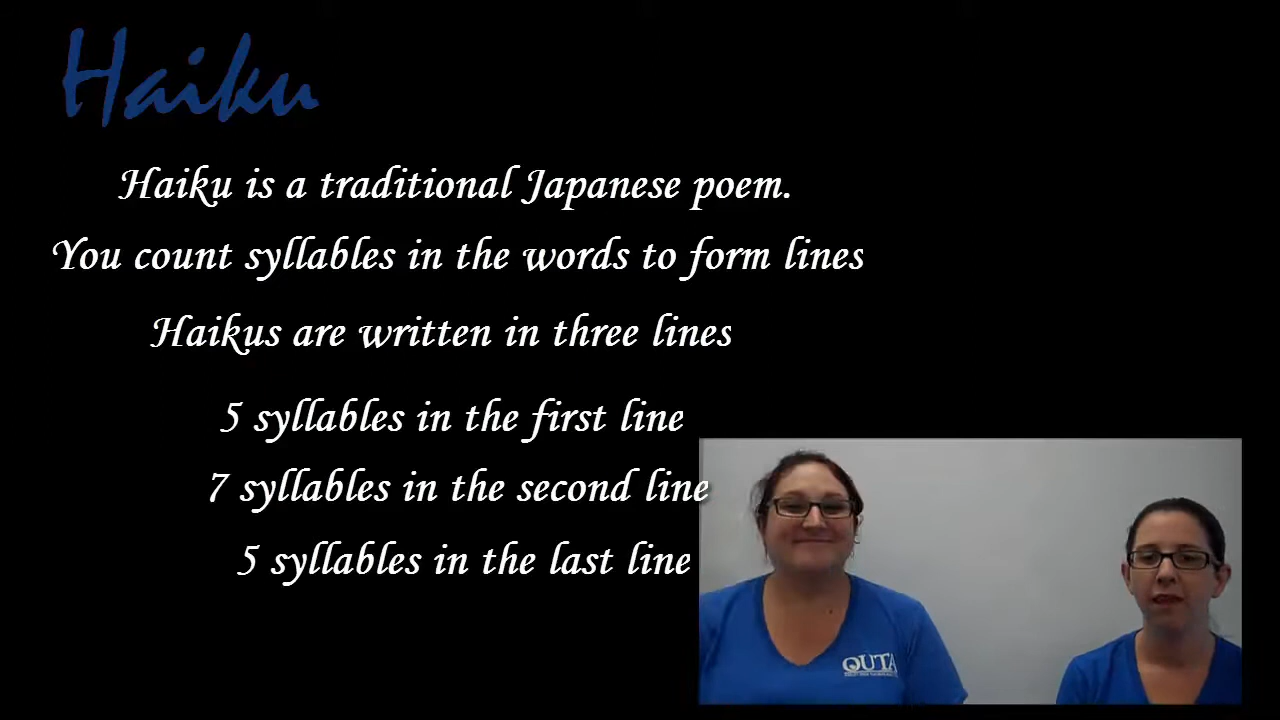 Haiku
Haiku is a traditional Japanese poem.
You count syllables in the words to form lines
Haikus are written in three lines
5 syllables in the first line
7 syllables in the second line
5 syllables in the last line
QUTA